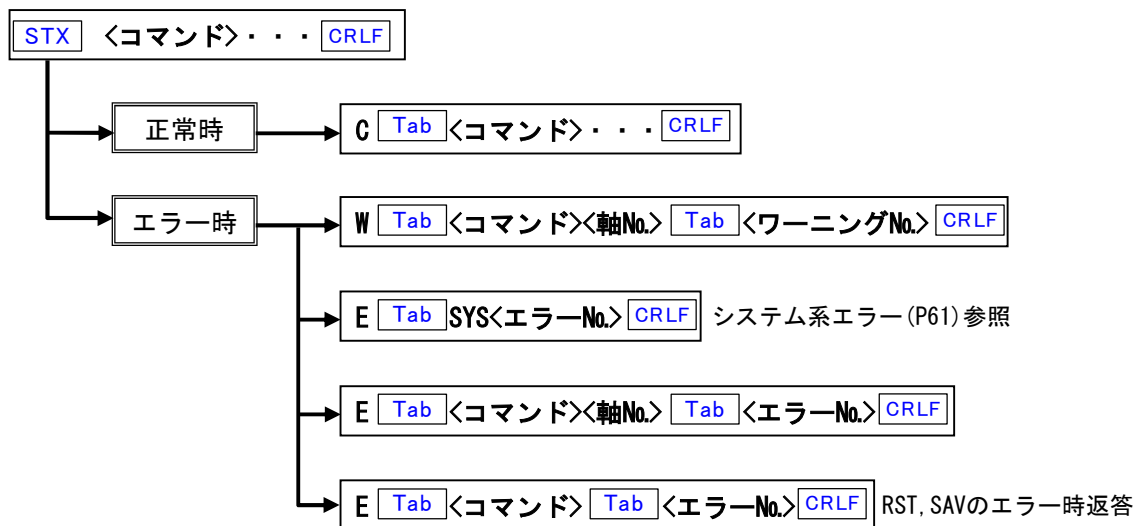 STX <コマンド>・・・ CRLF
正常時
C Tab <コマンド>・・・ CRLF
エラー時
W Tab <コマンド><軸№> Tab <ワーニング№> CRLF
E Tab SYS<エラー№> CRLF システム系エラー(P61)参照
E Tab <コマンド><軸№> Tab <エラー№> CRLF
E Tab <コマンド> Tab <エラー№> CRLF RST,SAVのエラー時返答